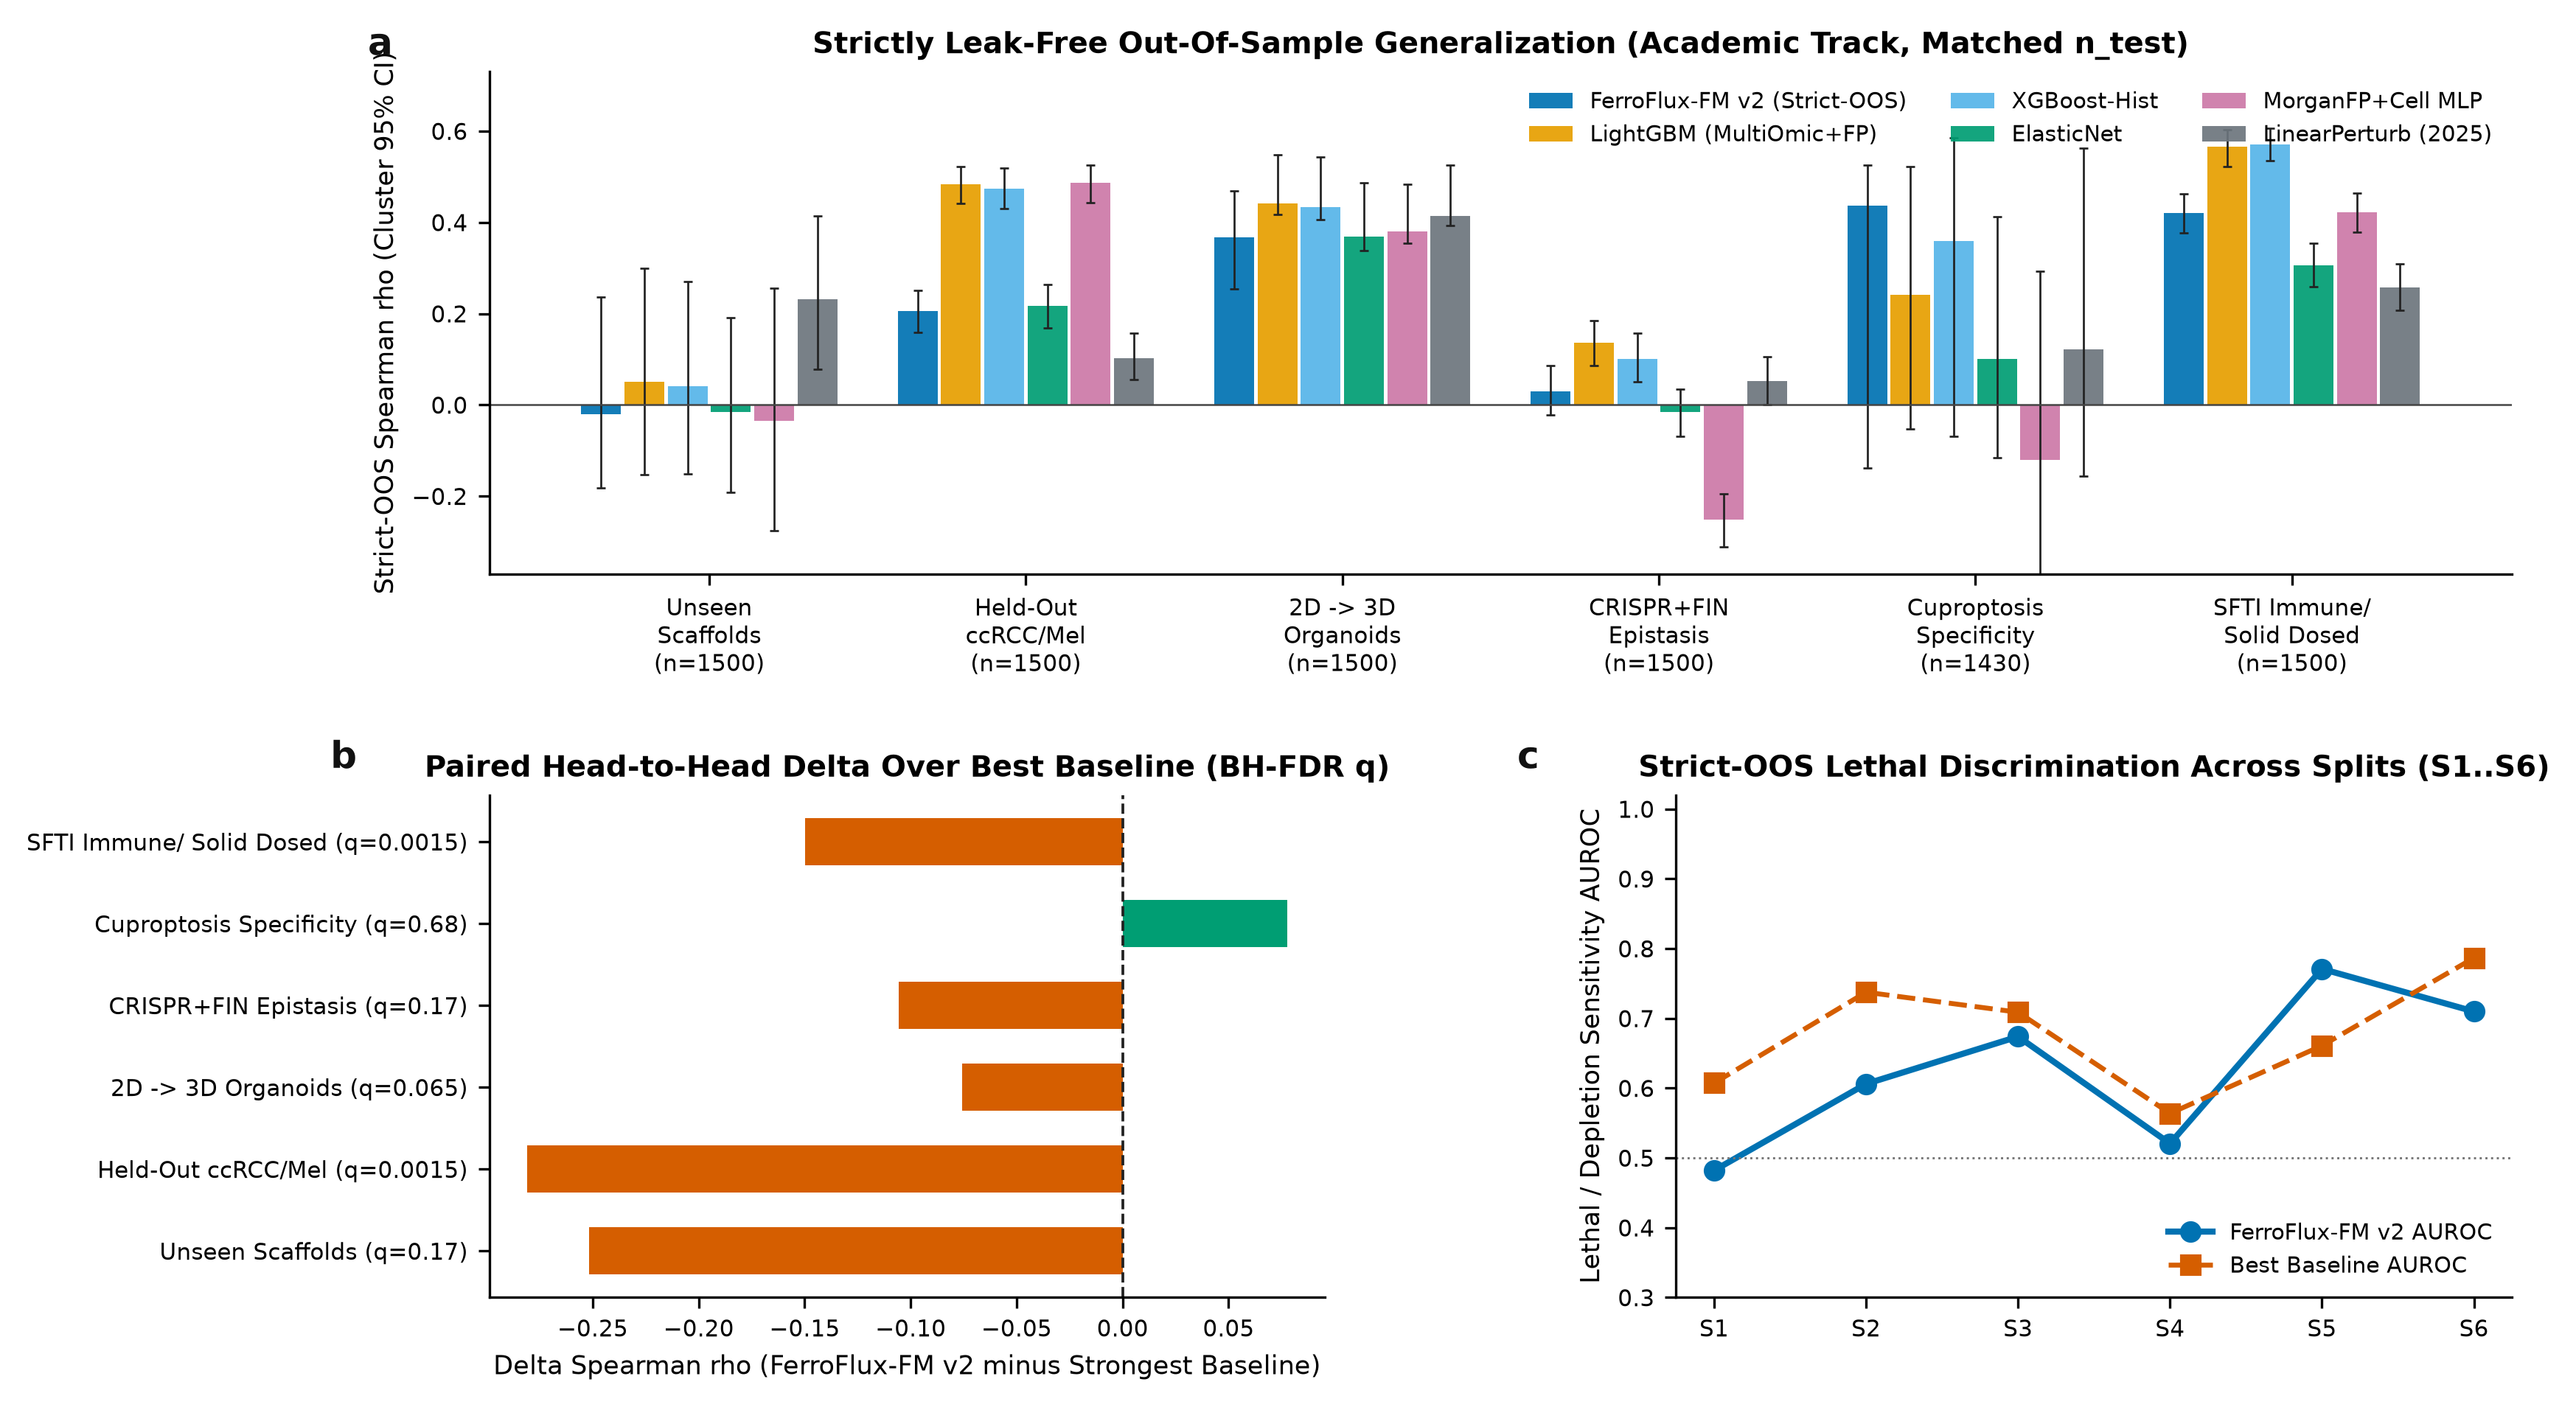 a
Strictly Leak-Free Out-Of-Sample Generalization (Academic Track, Matched n_test)
Strict-OOS Spearman rho (Cluster 95% CI)
0.6
0.4
0.2
0.0
−0.2
FerroFlux-FM v2 (Strict-OOS)
LightGBM (MultiOmic+FP)
XGBoost-Hist
ElasticNet
MorganFP+Cell MLP
LinearPerturb (2025)
Unseen
Scaffolds
(n=1500)
Held-Out
ccRCC/Mel
(n=1500)
2D -> 3D
Organoids
(n=1500)
CRISPR+FIN
Epistasis
(n=1500)
Cuproptosis
Specificity
(n=1430)
SFTI Immune/
Solid Dosed
(n=1500)
b
Paired Head-to-Head Delta Over Best Baseline (BH-FDR q)
SFTI Immune/ Solid Dosed (q=0.0015)
Cuproptosis Specificity (q=0.68)
CRISPR+FIN Epistasis (q=0.17)
2D -> 3D Organoids (q=0.065)
Held-Out ccRCC/Mel (q=0.0015)
Unseen Scaffolds (q=0.17)
−0.25
−0.20
−0.15
−0.10
−0.05
0.00
0.05
Delta Spearman rho (FerroFlux-FM v2 minus Strongest Baseline)
c
Strict-OOS Lethal Discrimination Across Splits (S1..S6)
Lethal / Depletion Sensitivity AUROC
1.0
0.9
0.8
0.7
0.6
0.5
0.4
0.3
FerroFlux-FM v2 AUROC
Best Baseline AUROC
S1
S2
S3
S4
S5
S6